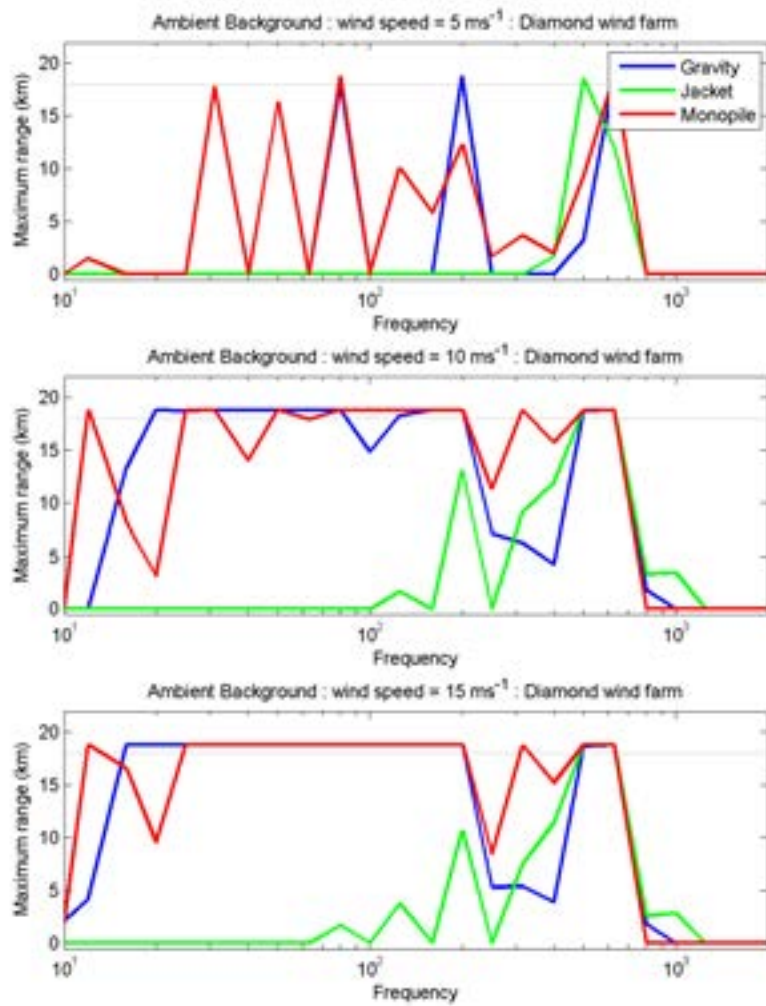 Ambient Background : wind speed = 5 ms⁻¹ : Diamond wind farm
Maximum range (km)
20
15
10
5
0
Gravity
Jacket
Monopile
10¹ 10² 10³
Frequency
Ambient Background : wind speed = 10 ms⁻¹ : Diamond wind farm
Maximum range (km)
20
15
10
5
0
10¹ 10² 10³
Frequency
Ambient Background : wind speed = 15 ms⁻¹ : Diamond wind farm
Maximum range (km)
20
15
10
5
0
10¹ 10² 10³
Frequency